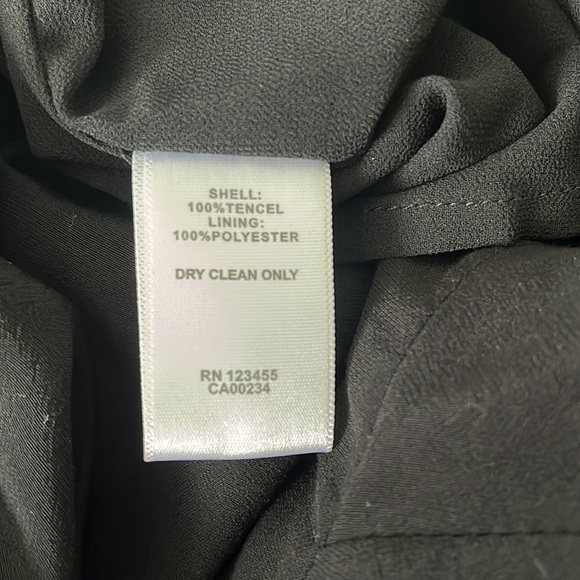 SHELL:
100%TENCEL
LINING:
100%POLYESTER
DRY CLEAN ONLY
RN 123455
CA00234